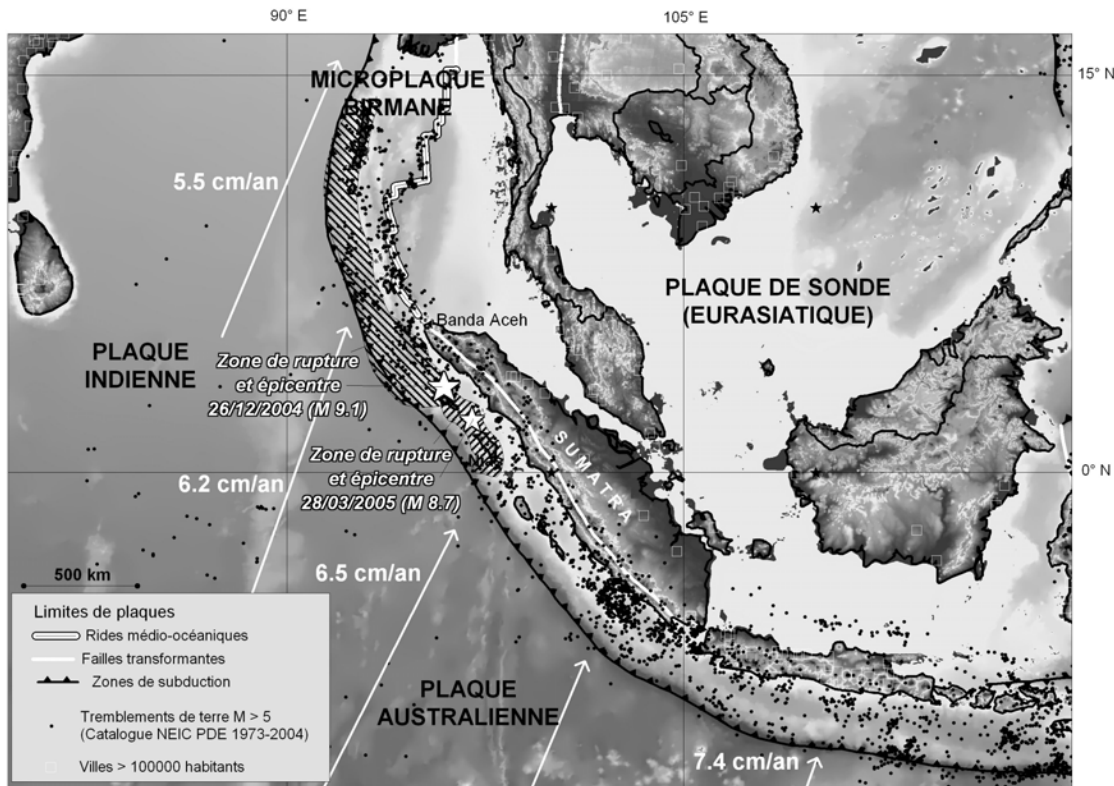 90° E
105° E
MICROPLAQUE
BIRMANE
15° N
5.5 cm/an
PLAQUE DE SONDE
(EURASIATIQUE)
Banda Aceh
PLAQUE
INDIENNE
Zone de rupture
et épicentre
26/12/2004 (M 9.1)
SUMATRA
Zone de rupture
et épicentre
28/03/2005 (M 8.7)
0° N
6.2 cm/an
6.5 cm/an
500 km
Limites de plaques
Rides médio-océaniques
Failles transformantes
Zones de subduction
Tremblements de terre M > 5
(Catalogue NEIC PDE 1973-2004)
Villes > 100000 habitants
PLAQUE
AUSTRALIENNE
7.4 cm/an